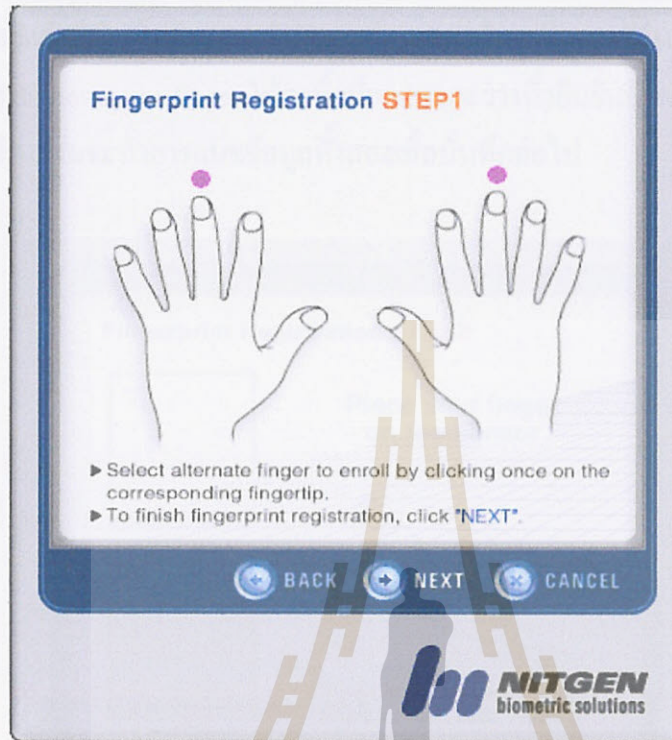 Fingerprint Registration STEP1
▶ Select alternate finger to enroll by clicking once on the
corresponding fingertip.
▶ To finish fingerprint registration, click "NEXT".
BACK NEXT CANCEL
NITGEN
biometric solutions